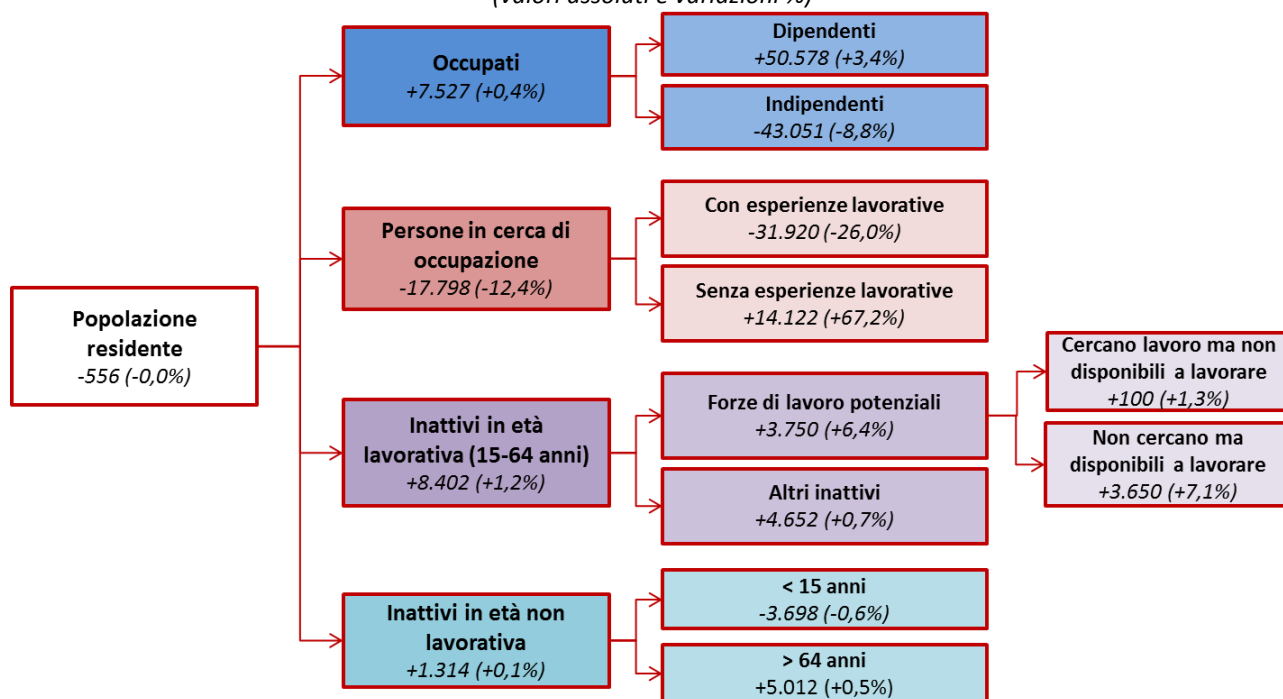 (valori assoluti e variazioni %)
Occupati
+7.527 (+0,4%)
Dipendenti
+50.578 (+3,4%)
Indipendenti
-43.051 (-8,8%)
Persone in cerca di
occupazione
-17.798 (-12,4%)
Con esperienze lavorative
-31.920 (-26,0%)
Senza esperienze lavorative
+14.122 (+67,2%)
Popolazione
residente
-556 (-0,0%)
Inattivi in età
lavorativa (15-64 anni)
+8.402 (+1,2%)
Forze di lavoro potenziali
+3.750 (+6,4%)
Cercano lavoro ma non
disponibili a lavorare
+100 (+1,3%)
Non cercano ma
disponibili a lavorare
+3.650 (+7,1%)
Altri inattivi
+4.652 (+0,7%)
Inattivi in età non
lavorativa
+1.314 (+0,1%)
< 15 anni
-3.698 (-0,6%)
> 64 anni
+5.012 (+0,5%)